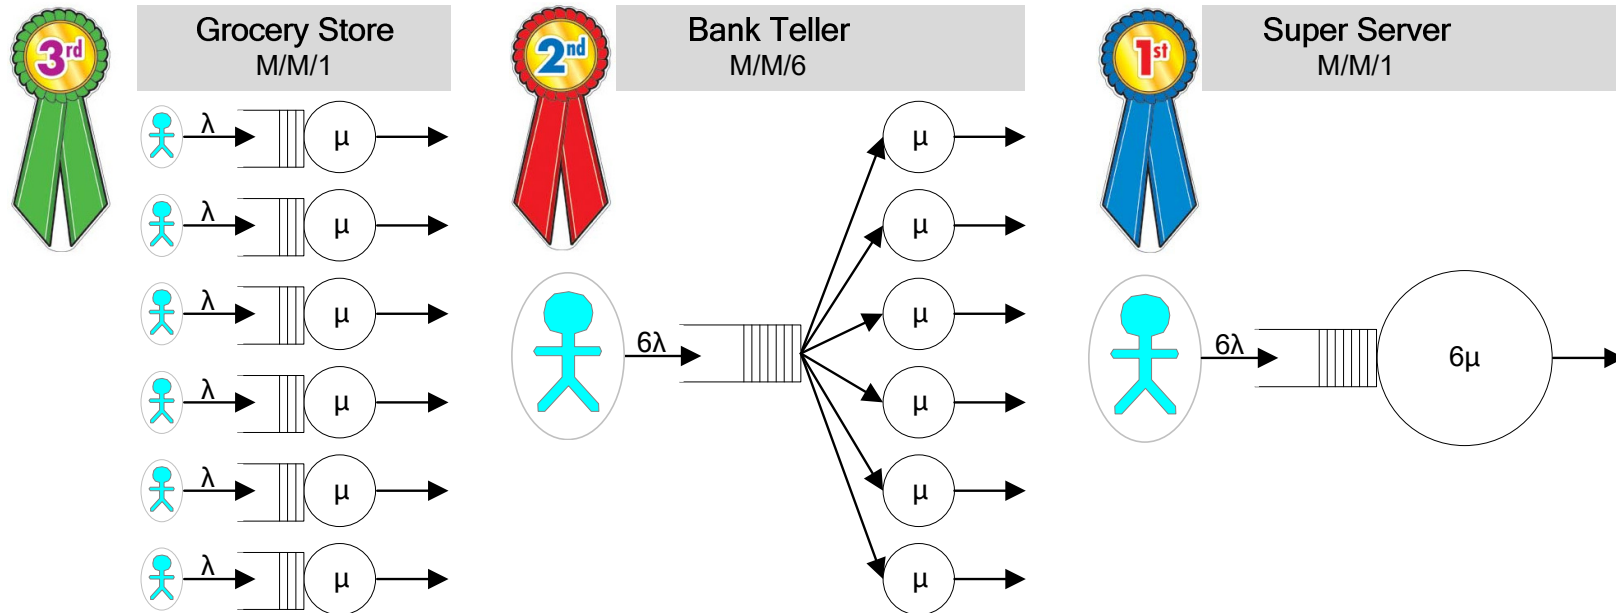 3rd
Grocery Store
M/M/1
λ
μ
λ
μ
λ
μ
λ
μ
λ
μ
λ
μ
2nd
Bank Teller
M/M/6
6λ
μ
μ
μ
μ
μ
μ
1st
Super Server
M/M/1
6λ
6μ